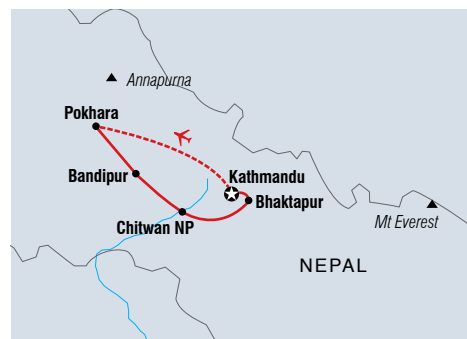 Annapurna
Pokhara
Kathmandu
Bandipur
Bhaktapur
Mt Everest
Chitwan NP
NEPAL